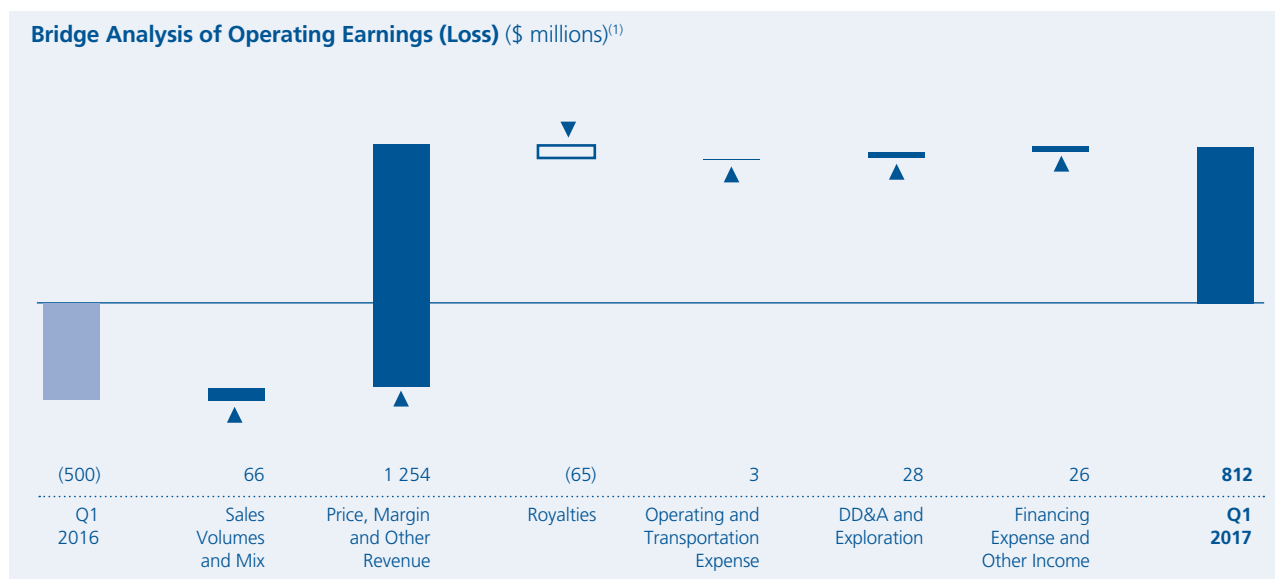 Bridge Analysis of Operating Earnings (Loss) ($ millions)(1)
(500) 66 1 254 (65) 3 28 26 812
Q1 Sales Price, Margin Royalties Operating and DD&A and Financing Q1
2016 Volumes and Other Transportation Exploration Expense and 2017
and Mix Revenue Expense Other Income